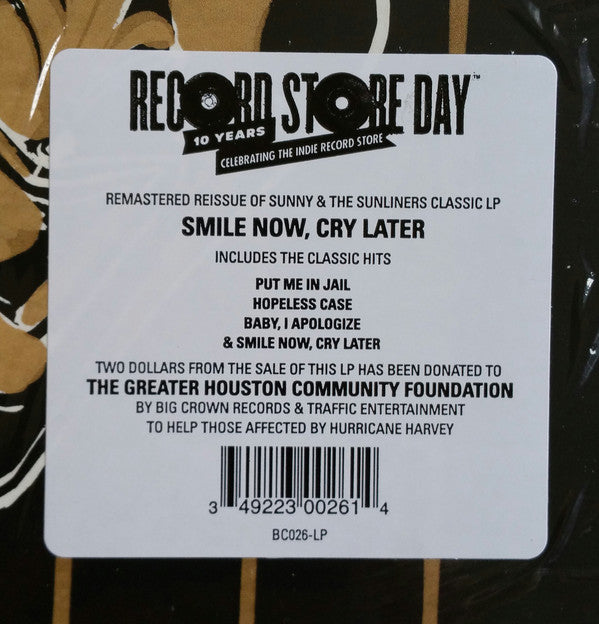 RECORD STORE DAY™
10 YEARS
CELEBRATING THE INDIE RECORD STORE
REMASTERED REISSUE OF SUNNY & THE SUNLINERS CLASSIC LP
SMILE NOW, CRY LATER
INCLUDES THE CLASSIC HITS
PUT ME IN JAIL
HOPELESS CASE
BABY, I APOLOGIZE
& SMILE NOW, CRY LATER
TWO DOLLARS FROM THE SALE OF THIS LP HAS BEEN DONATED TO
THE GREATER HOUSTON COMMUNITY FOUNDATION
BY BIG CROWN RECORDS & TRAFFIC ENTERTAINMENT
TO HELP THOSE AFFECTED BY HURRICANE HARVEY
3 49223 00261 4
BC026-LP